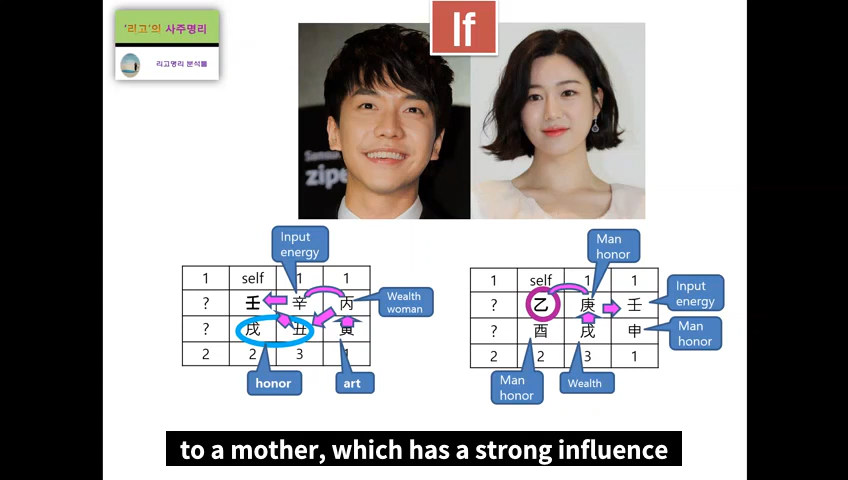 '리고'의 사주명리
리고명리 분석툴
If
zipe
Input
energy
1 self 1 1
? 壬 辛 丙
? 戌 丑 寅
2 2 3 1
Wealth
woman
honor
art
Man
honor
1 self 1 1
? 乙 庚 壬
? 酉 戌 申
2 2 3 1
Input
energy
Man
honor
Man
honor
Wealth
to a mother, which has a strong influence